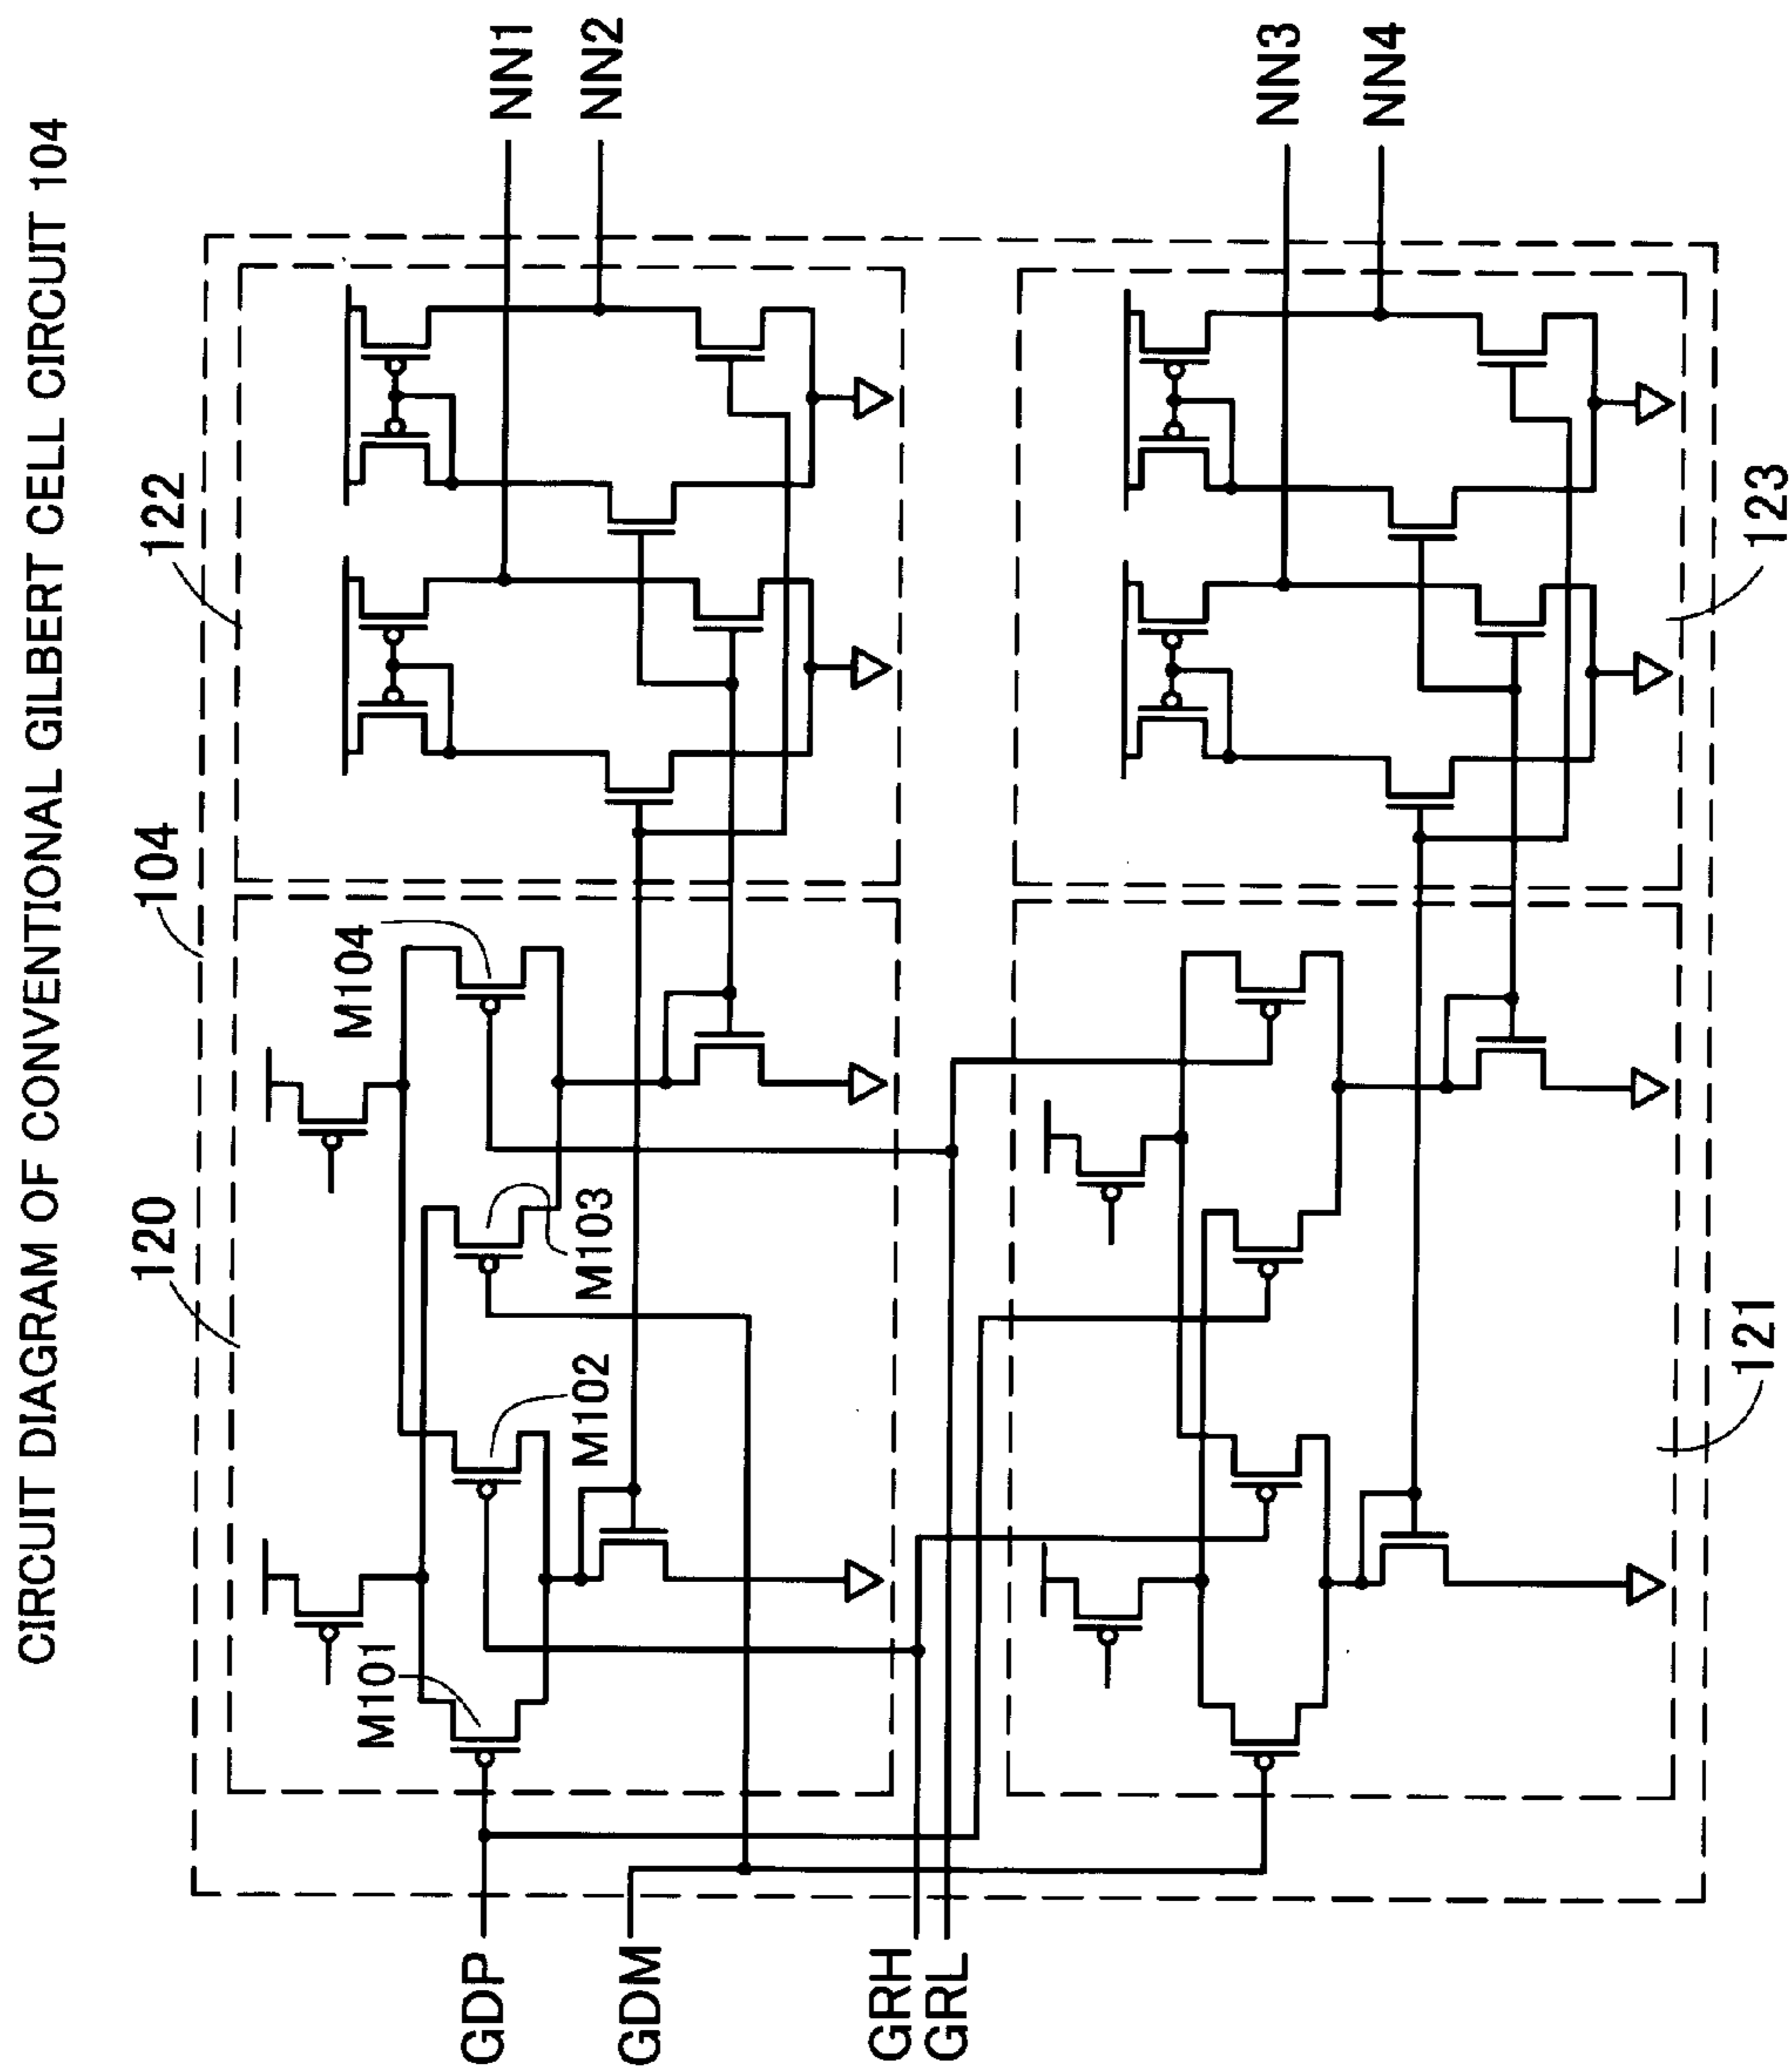 CIRCUIT DIAGRAM OF CONVENTIONAL GILBERT CELL CIRCUIT 104
104
120
122
M101
M102
M103
M104
GDP
GDM
GRH
GRL
NN1
NN2
NN3
NN4
121
123